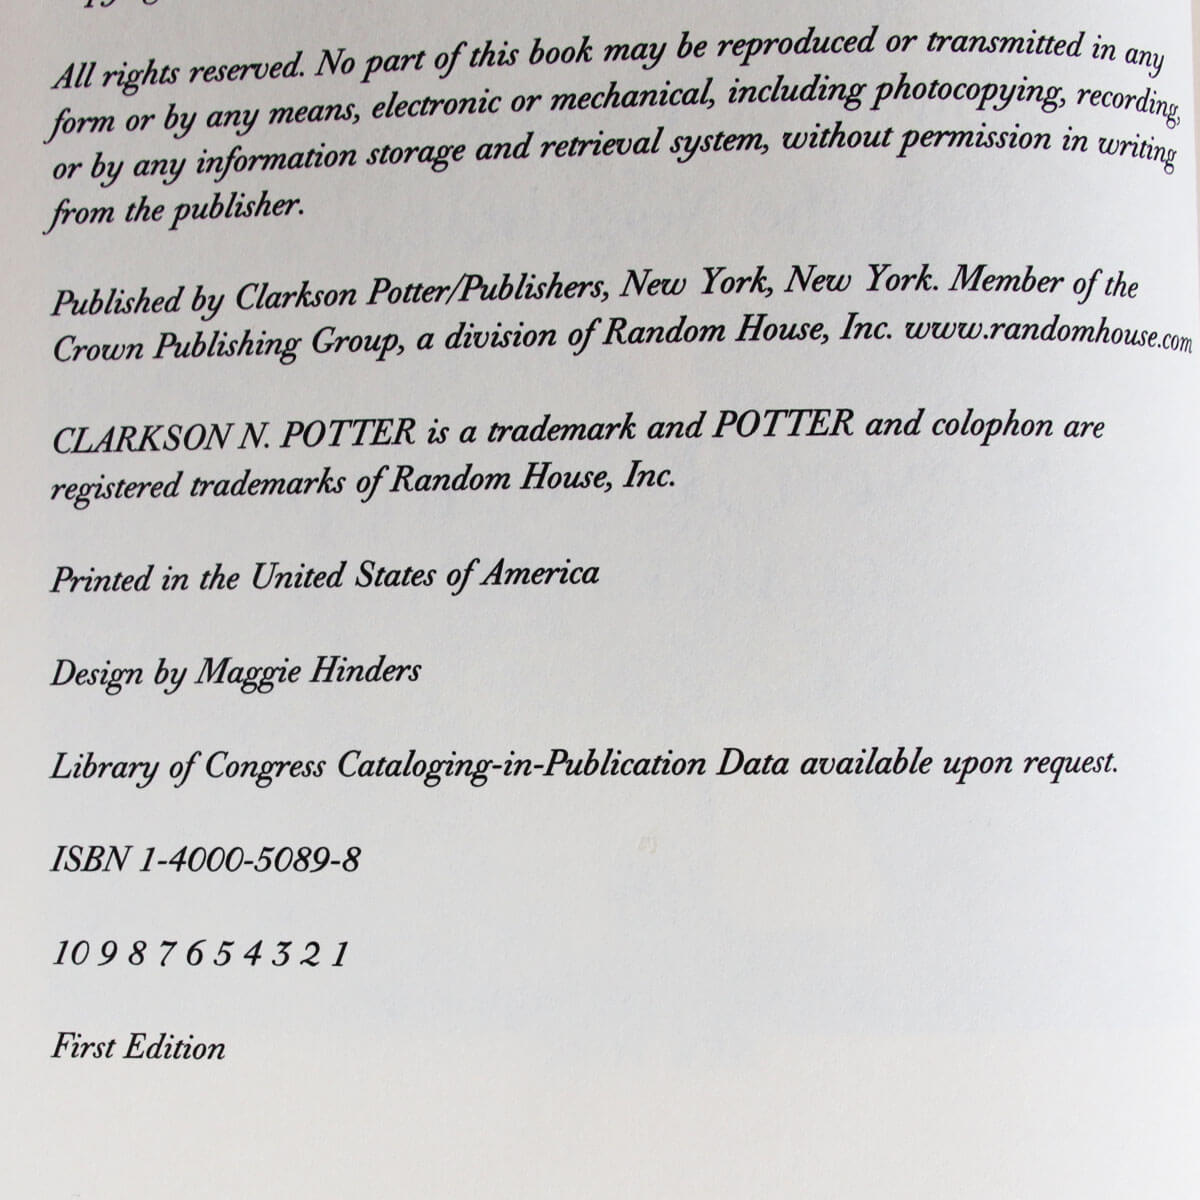 All rights reserved. No part of this book may be reproduced or transmitted in any
form or by any means, electronic or mechanical, including photocopying, recording,
or by any information storage and retrieval system, without permission in writing
from the publisher.
Published by Clarkson Potter/Publishers, New York, New York. Member of the
Crown Publishing Group, a division of Random House, Inc. www.randomhouse.com
CLARKSON N. POTTER is a trademark and POTTER and colophon are
registered trademarks of Random House, Inc.
Printed in the United States of America
Design by Maggie Hinders
Library of Congress Cataloging-in-Publication Data available upon request.
ISBN 1-4000-5089-8
10 9 8 7 6 5 4 3 2 1
First Edition